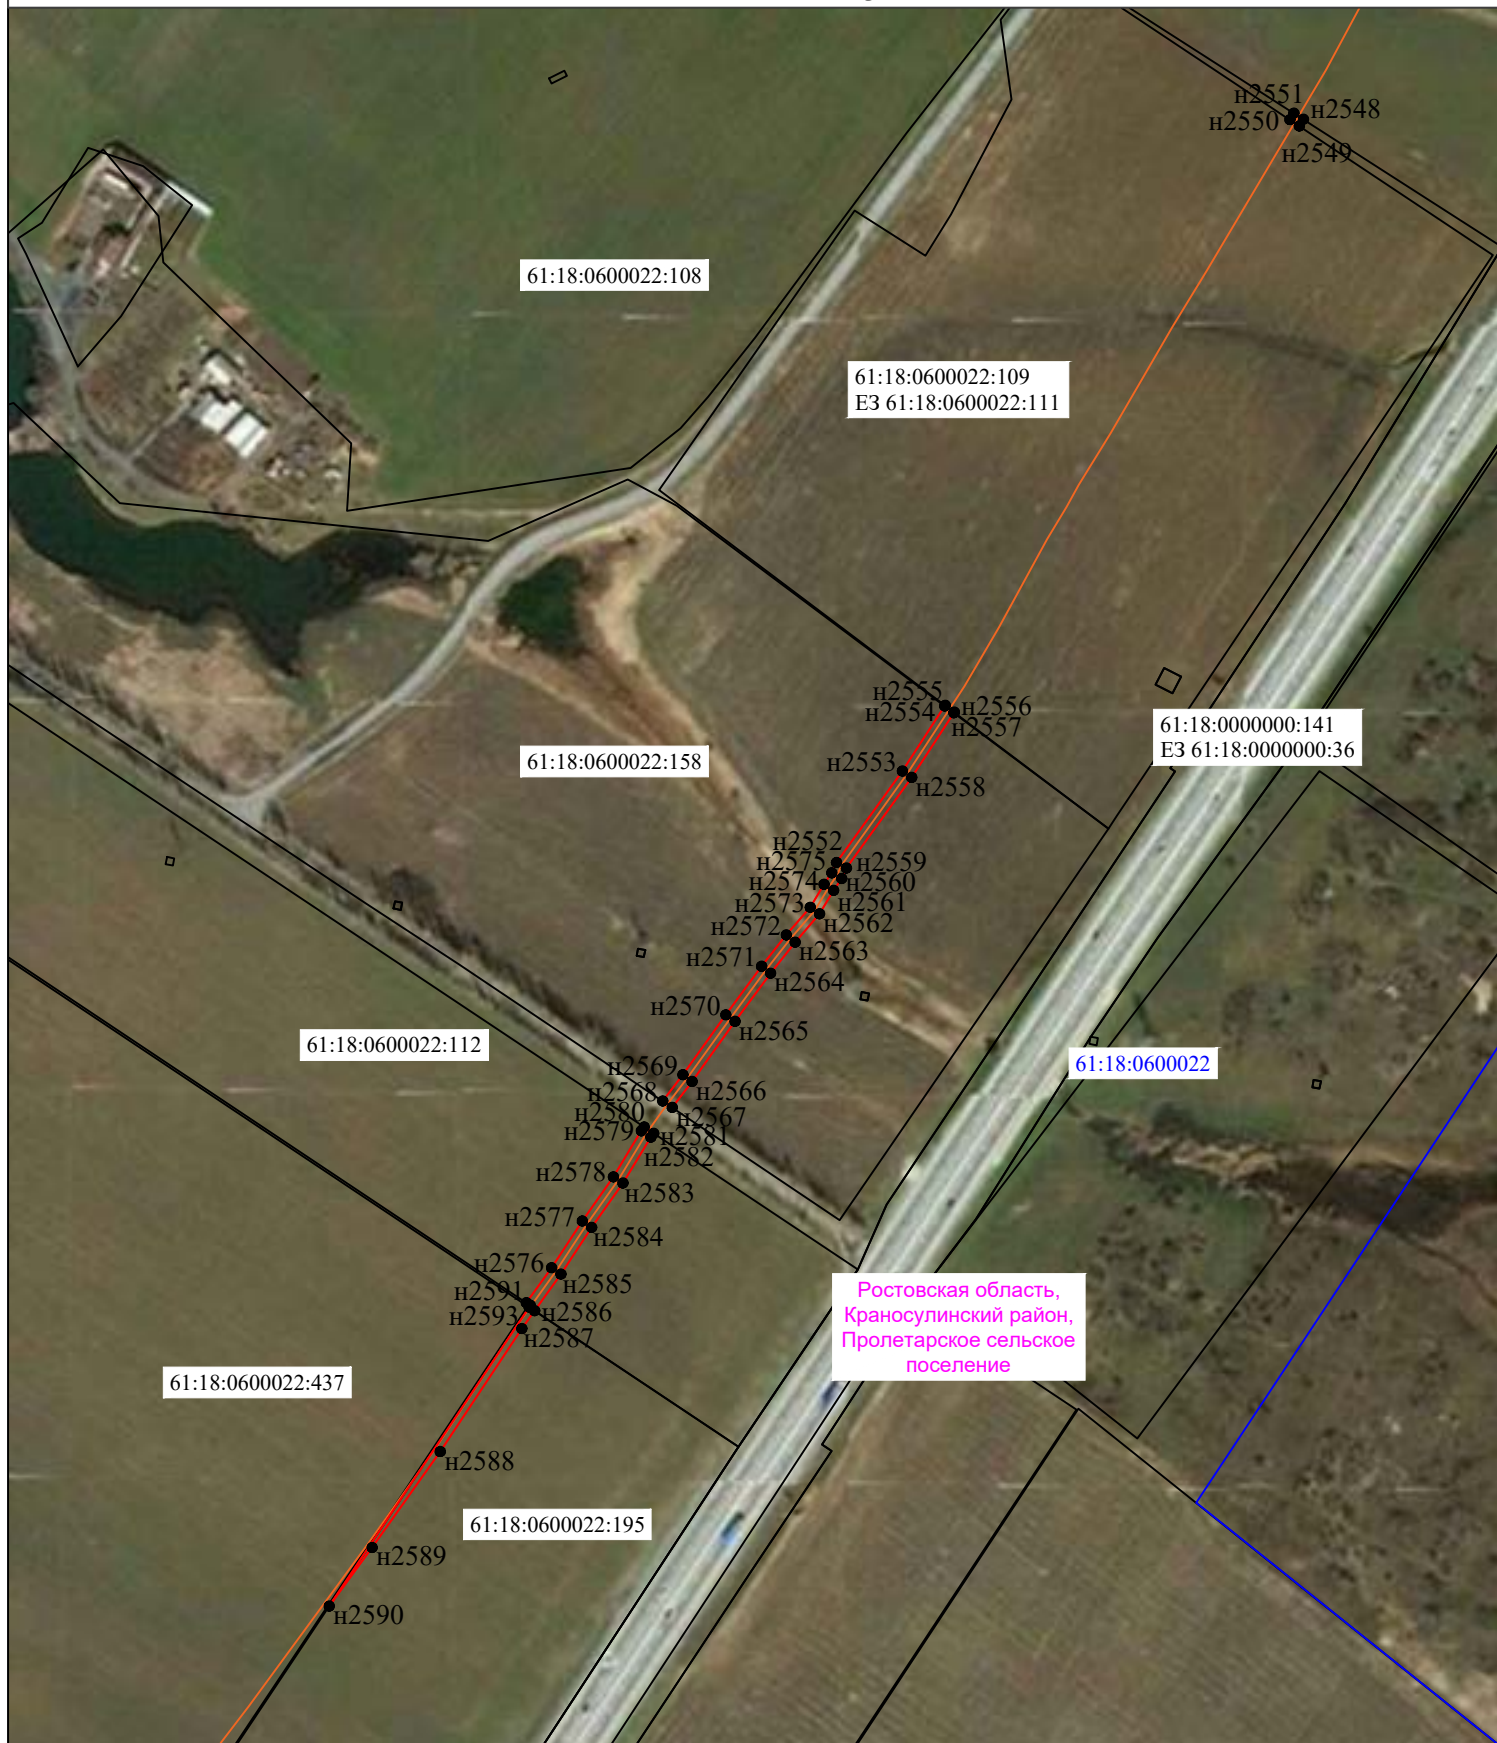 н2551
н2548
н2550
н2549
61:18:0600022:108
61:18:0600022:109
ЕЗ 61:18:0600022:111
н2555
н2556
н2554
н2557
61:18:0000000:141
ЕЗ 61:18:0000000:36
61:18:0600022:158
н2553
н2558
н2552
н2575
н2559
н2574
н2560
н2573
н2561
н2572
н2562
н2571
н2563
н2564
н2570
н2565
61:18:0600022:112
61:18:0600022
н2569
н2566
н2568
н2567
н2580
н2579
н2581
н2582
н2578
н2583
н2577
н2584
н2576
н2585
н2591
н2586
н2593
н2587
Ростовская область,
Краносулинский район,
Пролетарское сельское
поселение
61:18:0600022:437
н2588
61:18:0600022:195
н2589
н2590